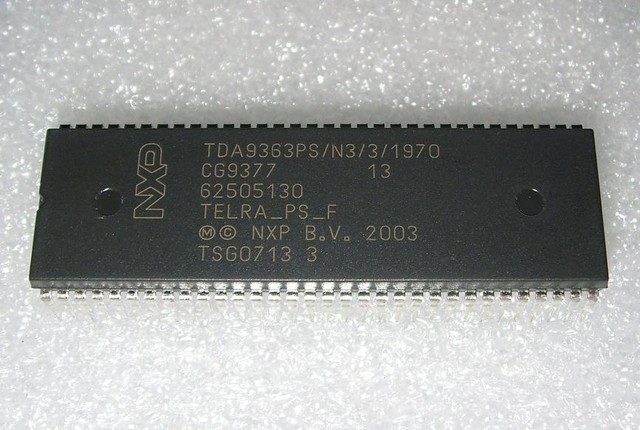 NXP
TDA9363PS/N3/3/1970
CG9377 13
62505130
TELRA_PS_F
Ⓜ© NXP B.V. 2003
TSG0713 3